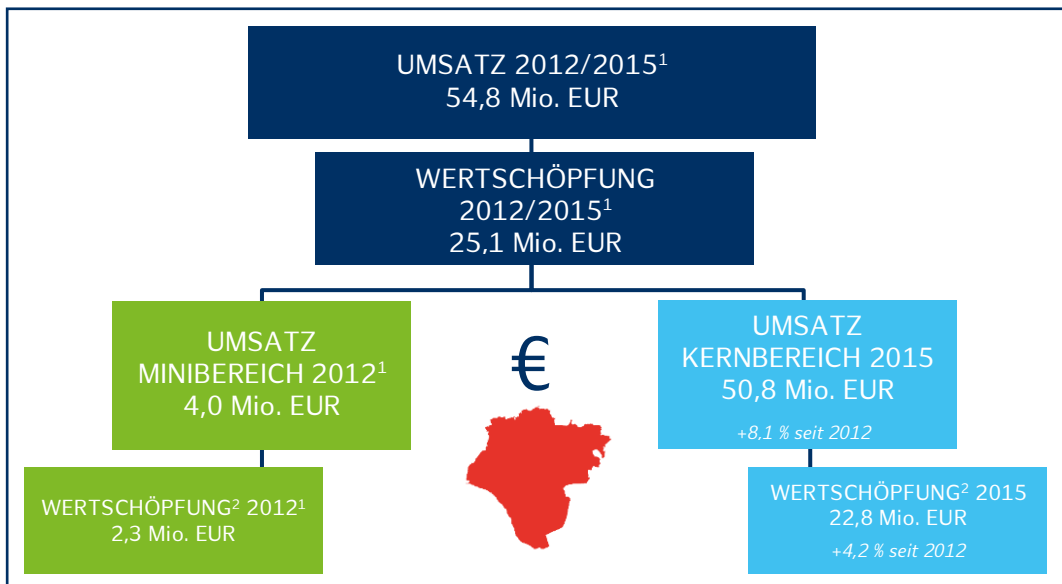 UMSATZ 2012/2015¹
54,8 Mio. EUR
WERTSCHÖPFUNG
2012/2015¹
25,1 Mio. EUR
UMSATZ
MINIBEREICH 2012¹
4,0 Mio. EUR
€
UMSATZ
KERNBEREICH 2015
50,8 Mio. EUR
+8,1 % seit 2012
WERTSCHÖPFUNG² 2012¹
2,3 Mio. EUR
WERTSCHÖPFUNG² 2015
22,8 Mio. EUR
+4,2 % seit 2012